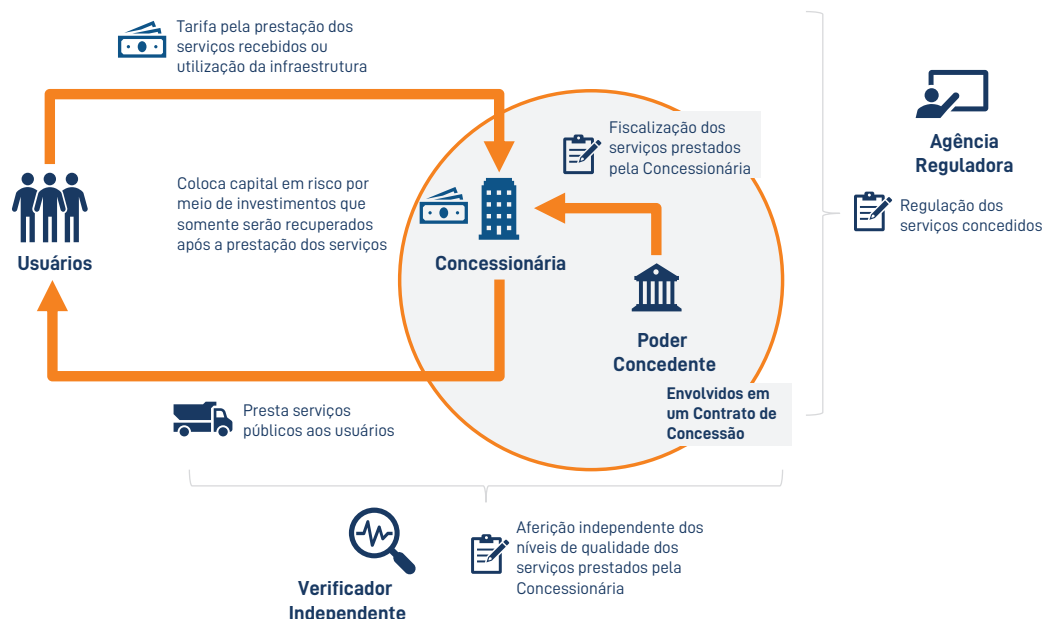 Tarifa pela prestação dos
serviços recebidos ou
utilização da infraestrutura
Fiscalização dos
serviços prestados
pela Concessionária
Agência
Reguladora
Regulação dos
serviços concedidos
Coloca capital em risco por
meio de investimentos que
somente serão recuperados
após a prestação dos serviços
Usuários
Concessionária
Poder
Concedente
Envolvidos em
um Contrato de
Concessão
Presta serviços
públicos aos usuários
Aferição independente dos
níveis de qualidade dos
serviços prestados pela
Concessionária
Verificador
Independente